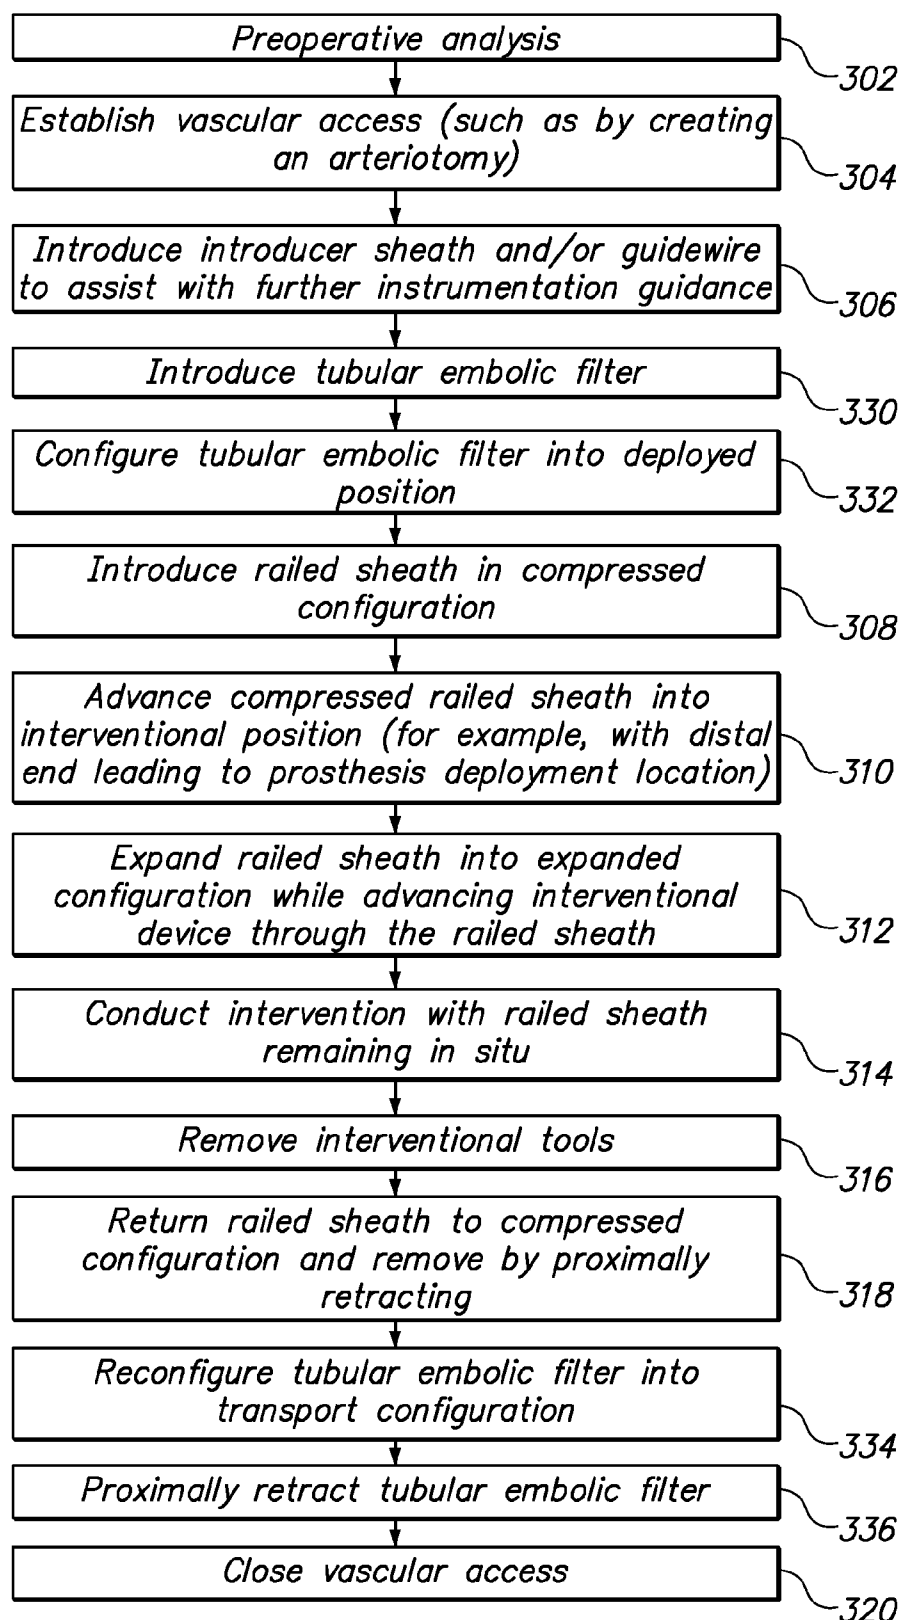 Preoperative analysis
302
Establish vascular access (such as by creating
an arteriotomy)
304
Introduce introducer sheath and/or guidewire
to assist with further instrumentation guidance
306
Introduce tubular embolic filter
330
Configure tubular embolic filter into deployed
position
332
Introduce railed sheath in compressed
configuration
308
Advance compressed railed sheath into
interventional position (for example, with distal
end leading to prosthesis deployment location)
310
Expand railed sheath into expanded
configuration while advancing interventional
device through the railed sheath
312
Conduct intervention with railed sheath
remaining in situ
314
Remove interventional tools
316
Return railed sheath to compressed
configuration and remove by proximally
retracting
318
Reconfigure tubular embolic filter into
transport configuration
334
Proximally retract tubular embolic filter
336
Close vascular access
320